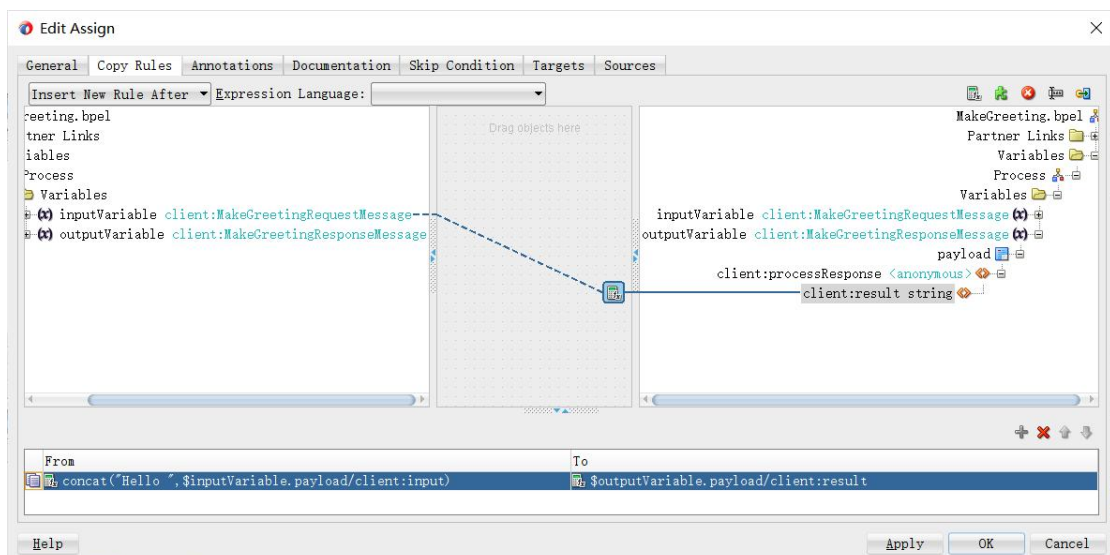 Edit Assign
General Copy Rules Annotations Documentation Skip Condition Targets Sources
Insert New Rule After Expression Language:
reeting.bpel
tner Links
iables
Process
Variables
(x) inputVariable client:MakeGreetingRequestMessage
(x) outputVariable client:MakeGreetingResponseMessage
Drag objects here
MakeGreeting.bpel
Partner Links
Variables
Process
Variables
inputVariable client:MakeGreetingRequestMessage (x)
outputVariable client:MakeGreetingResponseMessage (x)
payload
client:processResponse <anonymous>
client:result string
From To
concat("Hello ",$inputVariable.payload/client:input) $outputVariable.payload/client:result
Help Apply OK Cancel